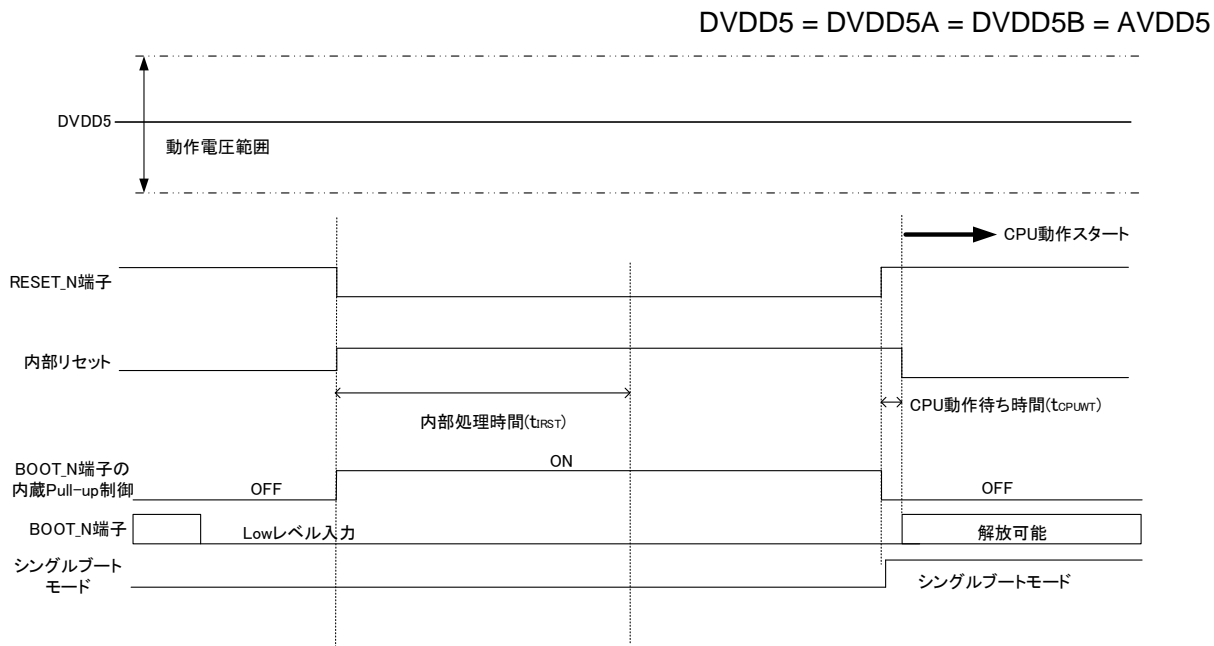 DVDD5 = DVDD5A = DVDD5B = AVDD5
DVDD5
動作電圧範囲
CPU動作スタート
RESET_N端子
内部リセット
内部処理時間(tIRST)
CPU動作待ち時間(tCPUWT)
BOOT_N端子の
内蔵Pull-up制御
OFF
ON
OFF
BOOT_N端子
Lowレベル入力
解放可能
シングルブート
モード
シングルブートモード